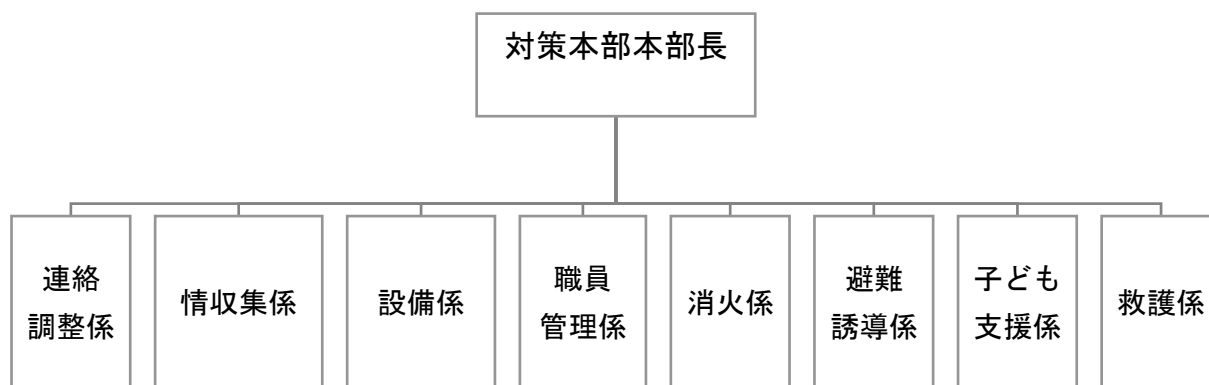 対策本部本部長
連絡
調整係
情収集係
設備係
職員
管理係
消火係
避難
誘導係
子ども
支援係
救護係